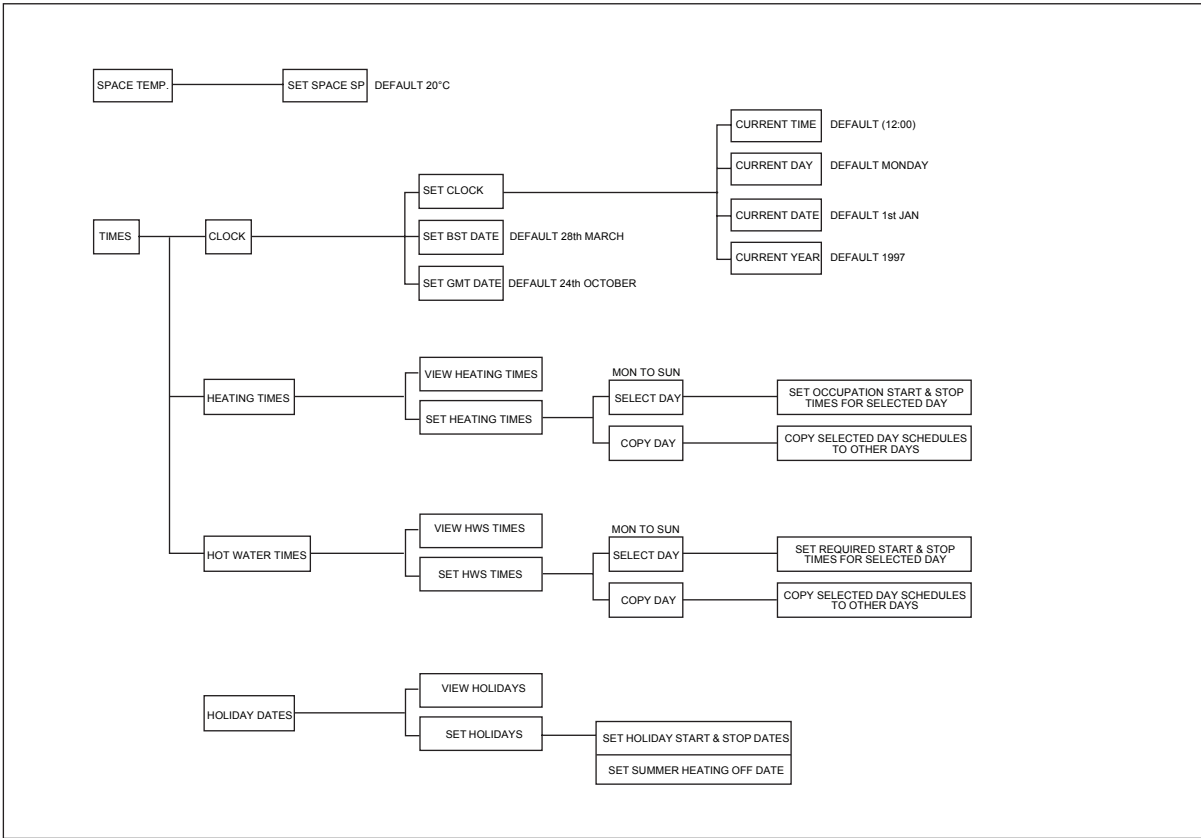 SPACE TEMP.
SET SPACE SP
DEFAULT 20°C
CURRENT TIME
DEFAULT (12:00)
CURRENT DAY
DEFAULT MONDAY
SET CLOCK
CURRENT DATE
DEFAULT 1st JAN
TIMES
CLOCK
SET BST DATE
DEFAULT 28th MARCH
CURRENT YEAR
DEFAULT 1997
SET GMT DATE
DEFAULT 24th OCTOBER
HEATING TIMES
VIEW HEATING TIMES
SET HEATING TIMES
MON TO SUN
SELECT DAY
SET OCCUPATION START & STOP
TIMES FOR SELECTED DAY
COPY DAY
COPY SELECTED DAY SCHEDULES
TO OTHER DAYS
HOT WATER TIMES
VIEW HWS TIMES
SET HWS TIMES
MON TO SUN
SELECT DAY
SET REQUIRED START & STOP
TIMES FOR SELECTED DAY
COPY DAY
COPY SELECTED DAY SCHEDULES
TO OTHER DAYS
HOLIDAY DATES
VIEW HOLIDAYS
SET HOLIDAYS
SET HOLIDAY START & STOP DATES
SET SUMMER HEATING OFF DATE